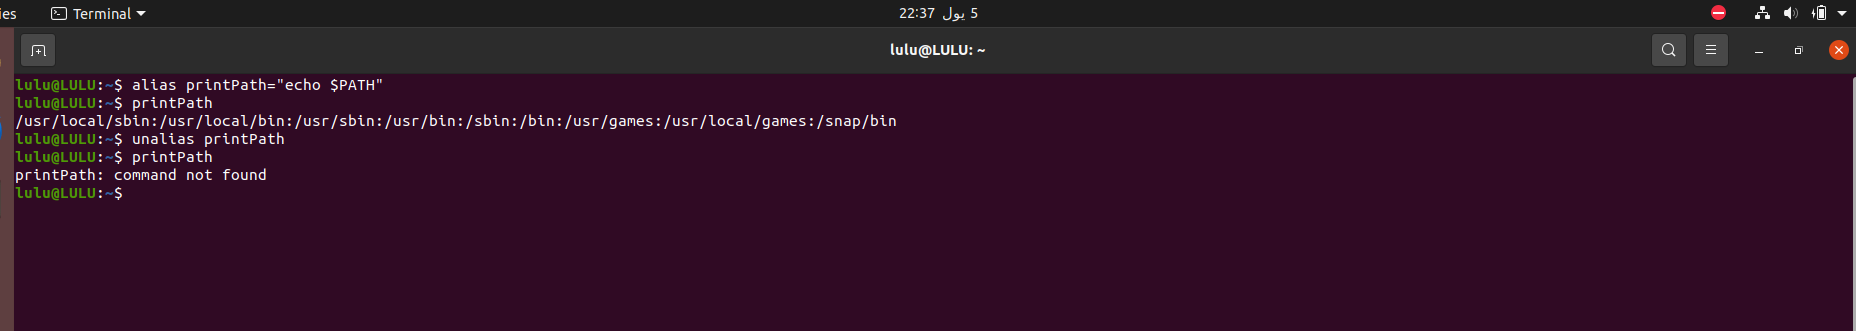 ies Terminal 22:37 5 يول
lulu@LULU: ~
lulu@LULU:~$ alias printPath="echo $PATH"
lulu@LULU:~$ printPath
/usr/local/sbin:/usr/local/bin:/usr/sbin:/usr/bin:/sbin:/bin:/usr/games:/usr/local/games:/snap/bin
lulu@LULU:~$ unalias printPath
lulu@LULU:~$ printPath
printPath: command not found
lulu@LULU:~$